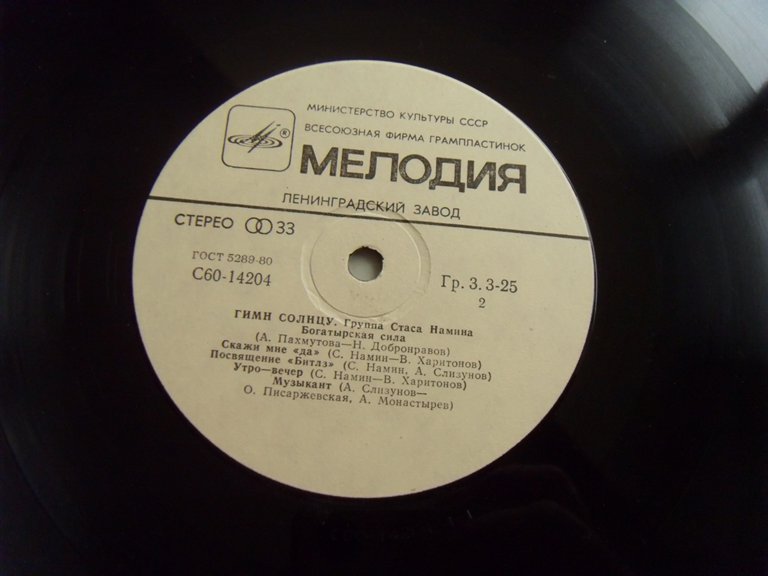 МИНИСТЕРСТВО КУЛЬТУРЫ СССР
ВСЕСОЮЗНАЯ ФИРМА ГРАМПЛАСТИНОК
®
МЕЛОДИЯ
ЛЕНИНГРАДСКИЙ ЗАВОД
СТЕРЕО 33
ГОСТ 5289-80
С60-14204
Гр. 3. 3-25
2
ГИМН СОЛНЦУ. Группа Стаса Намина
Богатырская сила
(А. Пахмутова—Н. Добронравов)
Скажи мне «да» (С. Намин—В. Харитонов)
Посвящение «Битлз» (С. Намин, А. Слизунов)
Утро—вечер (С. Намин—В. Харитонов)
Музыкант (А. Слизунов—
О. Писаржевская, А. Монастырев)